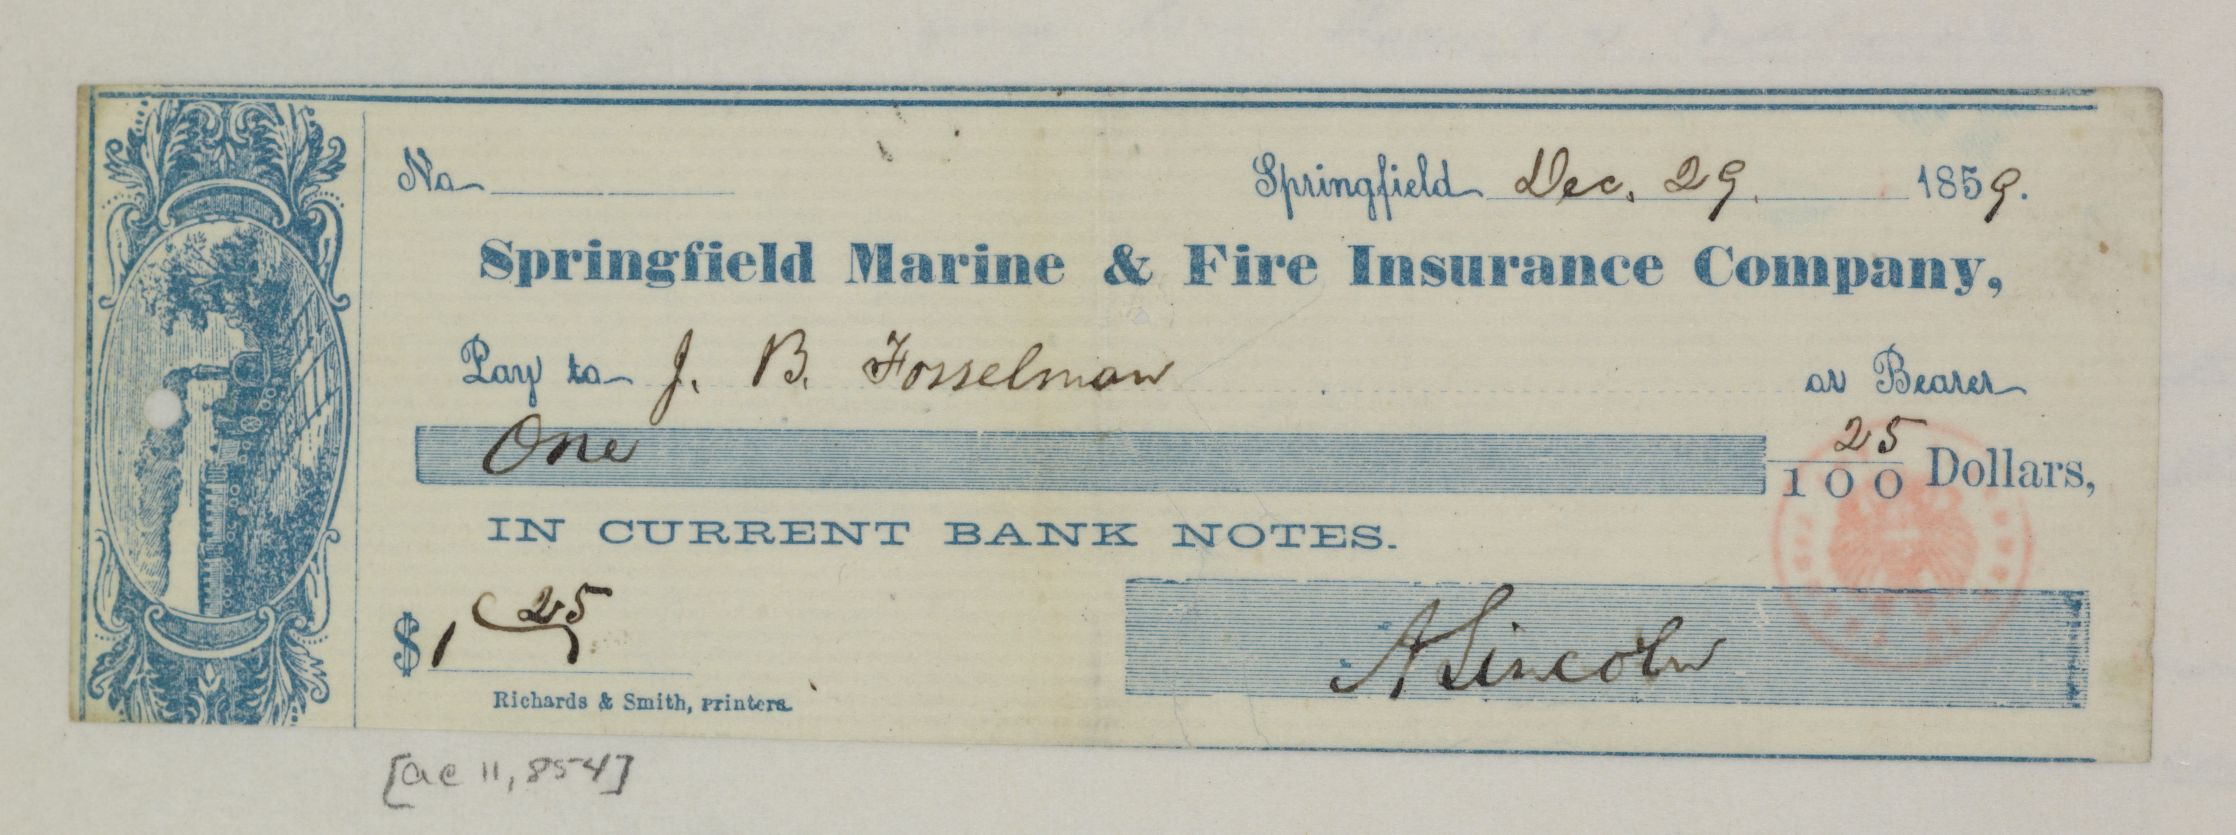 No
Springfield Dec. 29. 1859.
Springfield Marine & Fire Insurance Company,
Pay to J. B. Fosselman or Bearer
One 25/100 Dollars,
IN CURRENT BANK NOTES.
$1 25
A Lincoln
Richards & Smith, Printers.
[ac 11,854]